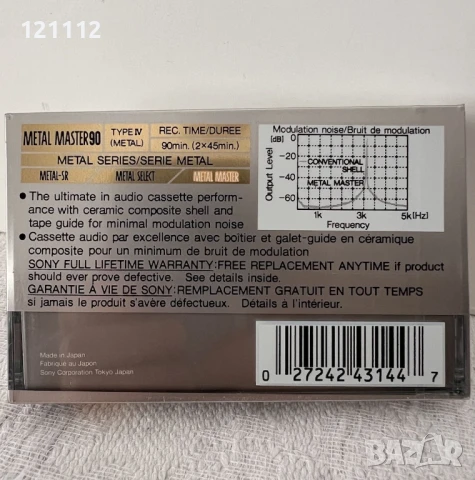 121112
METAL MASTER 90
TYPE IV
(METAL)
REC. TIME/DUREE
90min. (2×45min.)
METAL SERIES/SERIE METAL
METAL-SR METAL SELECT METAL MASTER
Modulation noise/Bruit de modulation
[dB]
Output Level
-20
-40
-60
CONVENTIONAL
SHELL
METAL MASTER
1k 3k 5k[Hz]
Frequency
• The ultimate in audio cassette perform-
ance with ceramic composite shell and
tape guide for minimal modulation noise
• Cassette audio par excellence avec boîtier et galet-guide en céramique
composite pour un minimum de bruit de modulation
SONY FULL LIFETIME WARRANTY:FREE REPLACEMENT ANYTIME if product
should ever prove defective. See details inside.
GARANTIE À VIE DE SONY:REMPLACEMENT GRATUIT EN TOUT TEMPS
si jamais le produit s'avère défectueux. Détails à l'intérieur.
Made in Japan
Fabriqué au Japon
Sony Corporation Tokyo Japan
0 27242 43144 7
BAZAR